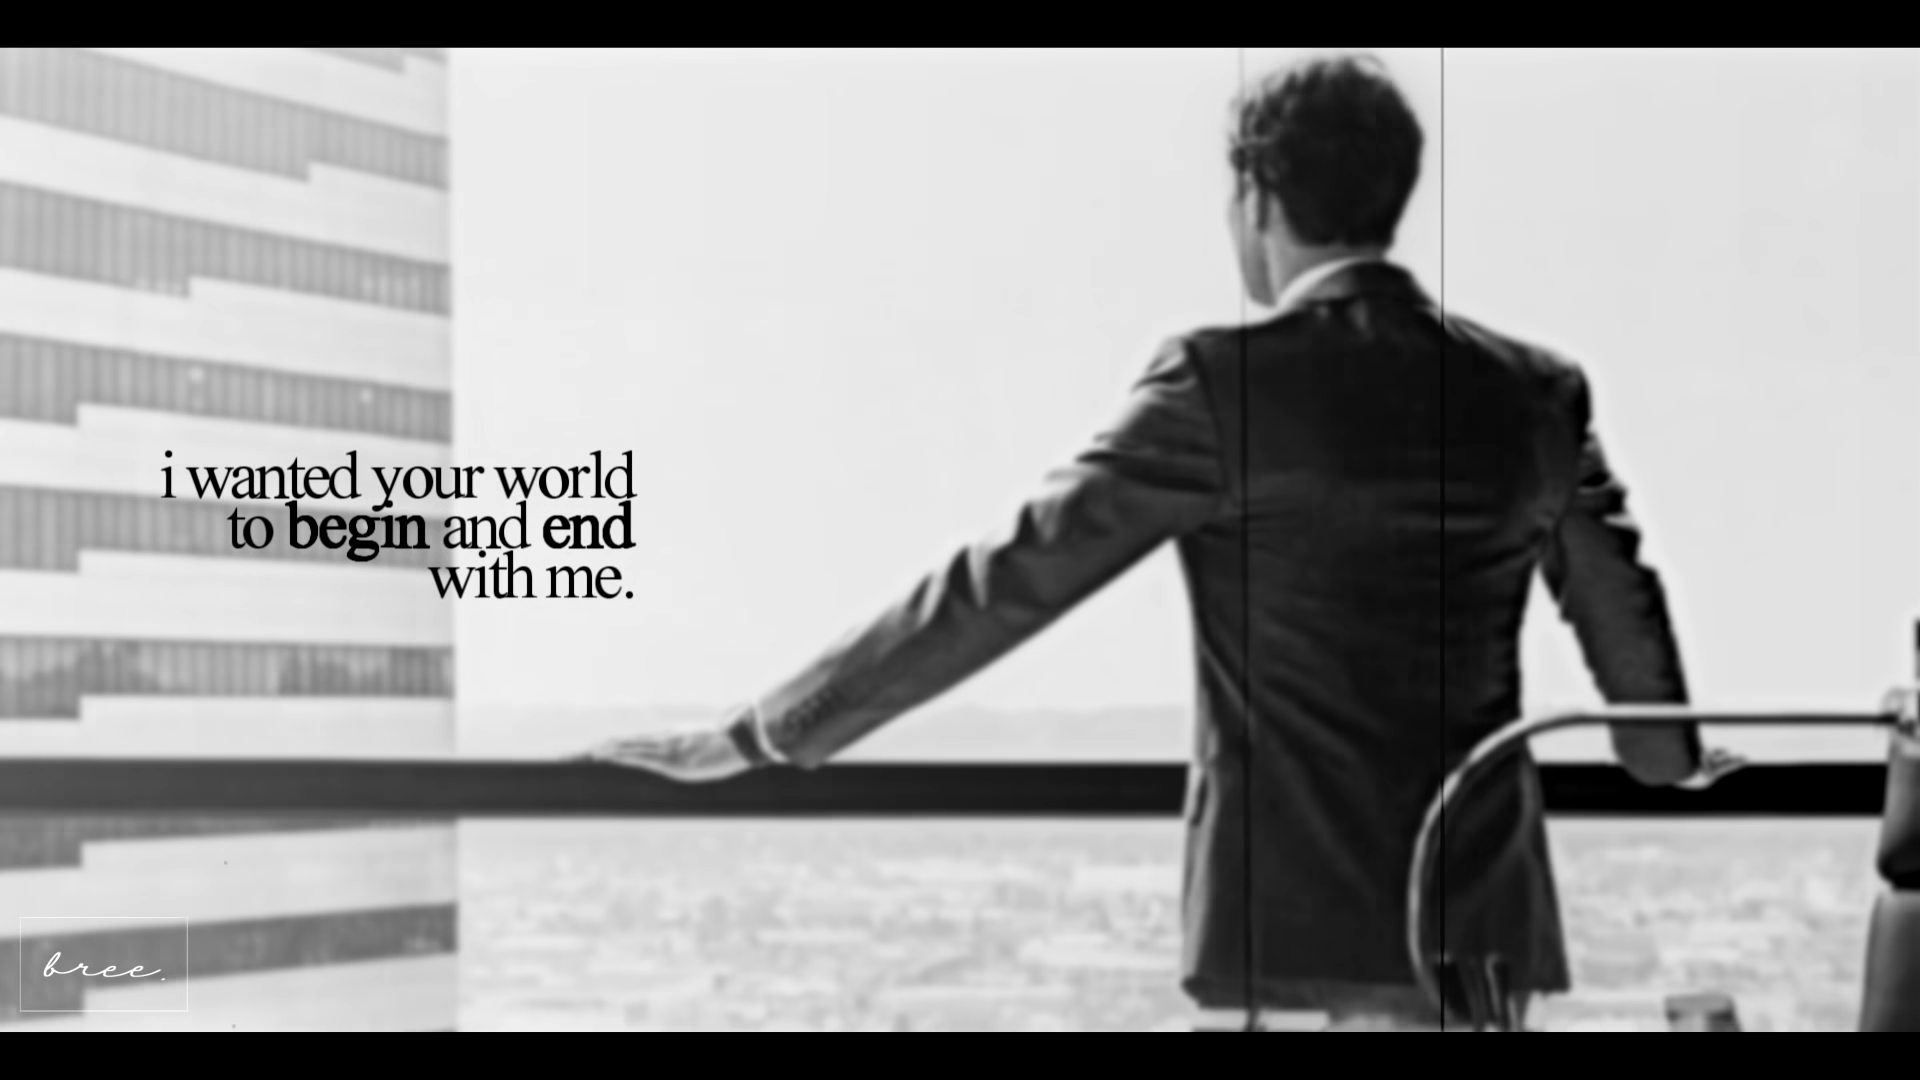 i wanted your world
to begin and end
with me.
bree.